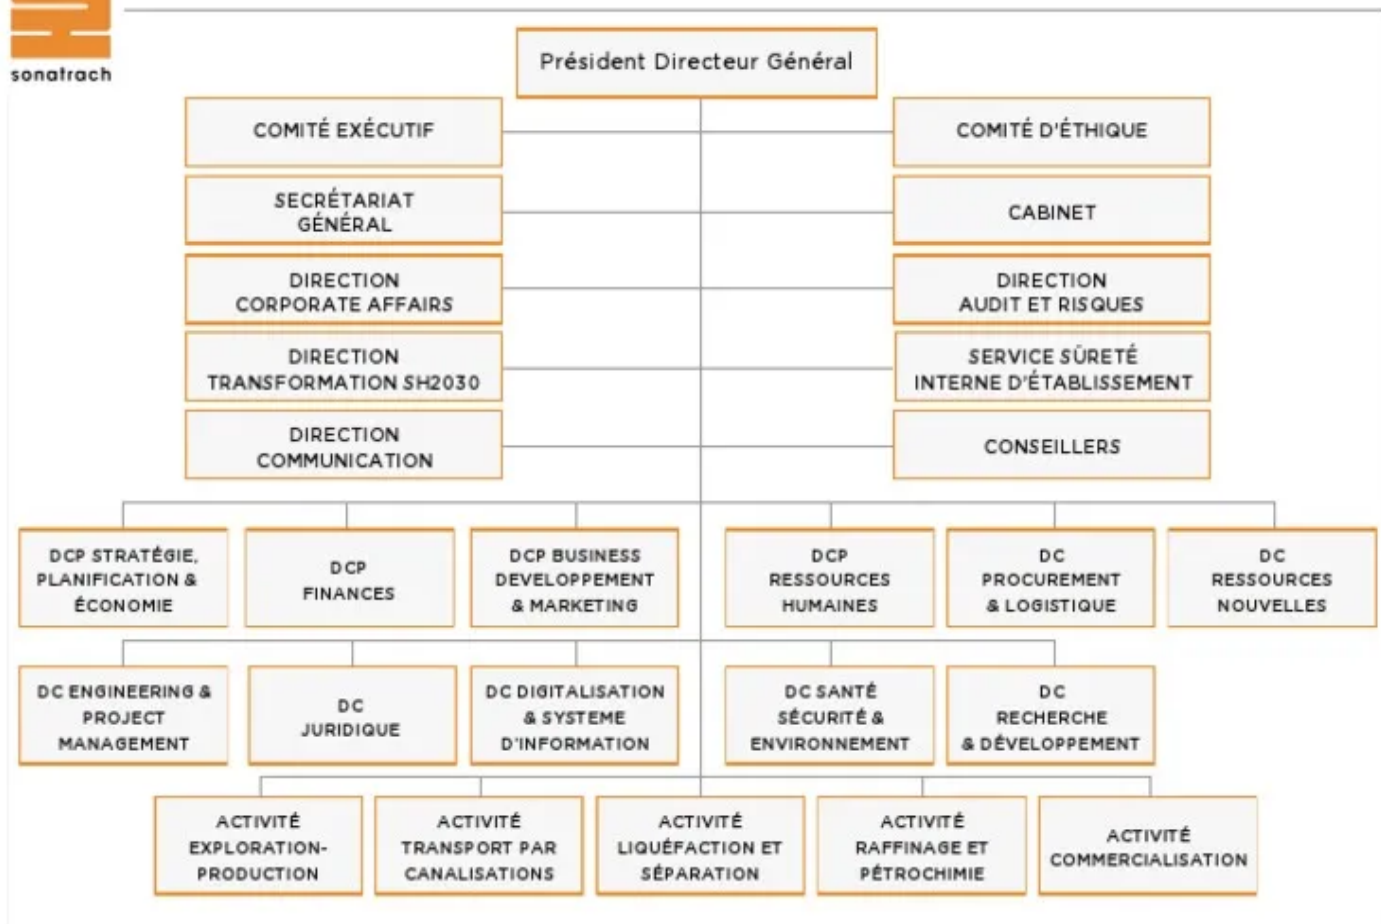 sonatrach
Président Directeur Général
COMITÉ EXÉCUTIF
COMITÉ D'ÉTHIQUE
SECRÉTARIAT
GÉNÉRAL
CABINET
DIRECTION
CORPORATE AFFAIRS
DIRECTION
AUDIT ET RISQUES
DIRECTION
TRANSFORMATION SH2030
SERVICE SÛRETÉ
INTERNE D'ÉTABLISSEMENT
DIRECTION
COMMUNICATION
CONSEILLERS
DCP STRATÉGIE,
PLANIFICATION &
ÉCONOMIE
DCP
FINANCES
DCP BUSINESS
DEVELOPPEMENT
& MARKETING
DCP
RESSOURCES
HUMAINES
DC
PROCUREMENT
& LOGISTIQUE
DC
RESSOURCES
NOUVELLES
DC ENGINEERING &
PROJECT
MANAGEMENT
DC
JURIDIQUE
DC DIGITALISATION
& SYSTEME
D'INFORMATION
DC SANTÉ
SÉCURITÉ &
ENVIRONNEMENT
DC
RECHERCHE
& DÉVELOPPEMENT
ACTIVITÉ
EXPLORATION-
PRODUCTION
ACTIVITÉ
TRANSPORT PAR
CANALISATIONS
ACTIVITÉ
LIQUÉFACTION ET
SÉPARATION
ACTIVITÉ
RAFFINAGE ET
PÉTROCHIMIE
ACTIVITÉ
COMMERCIALISATION